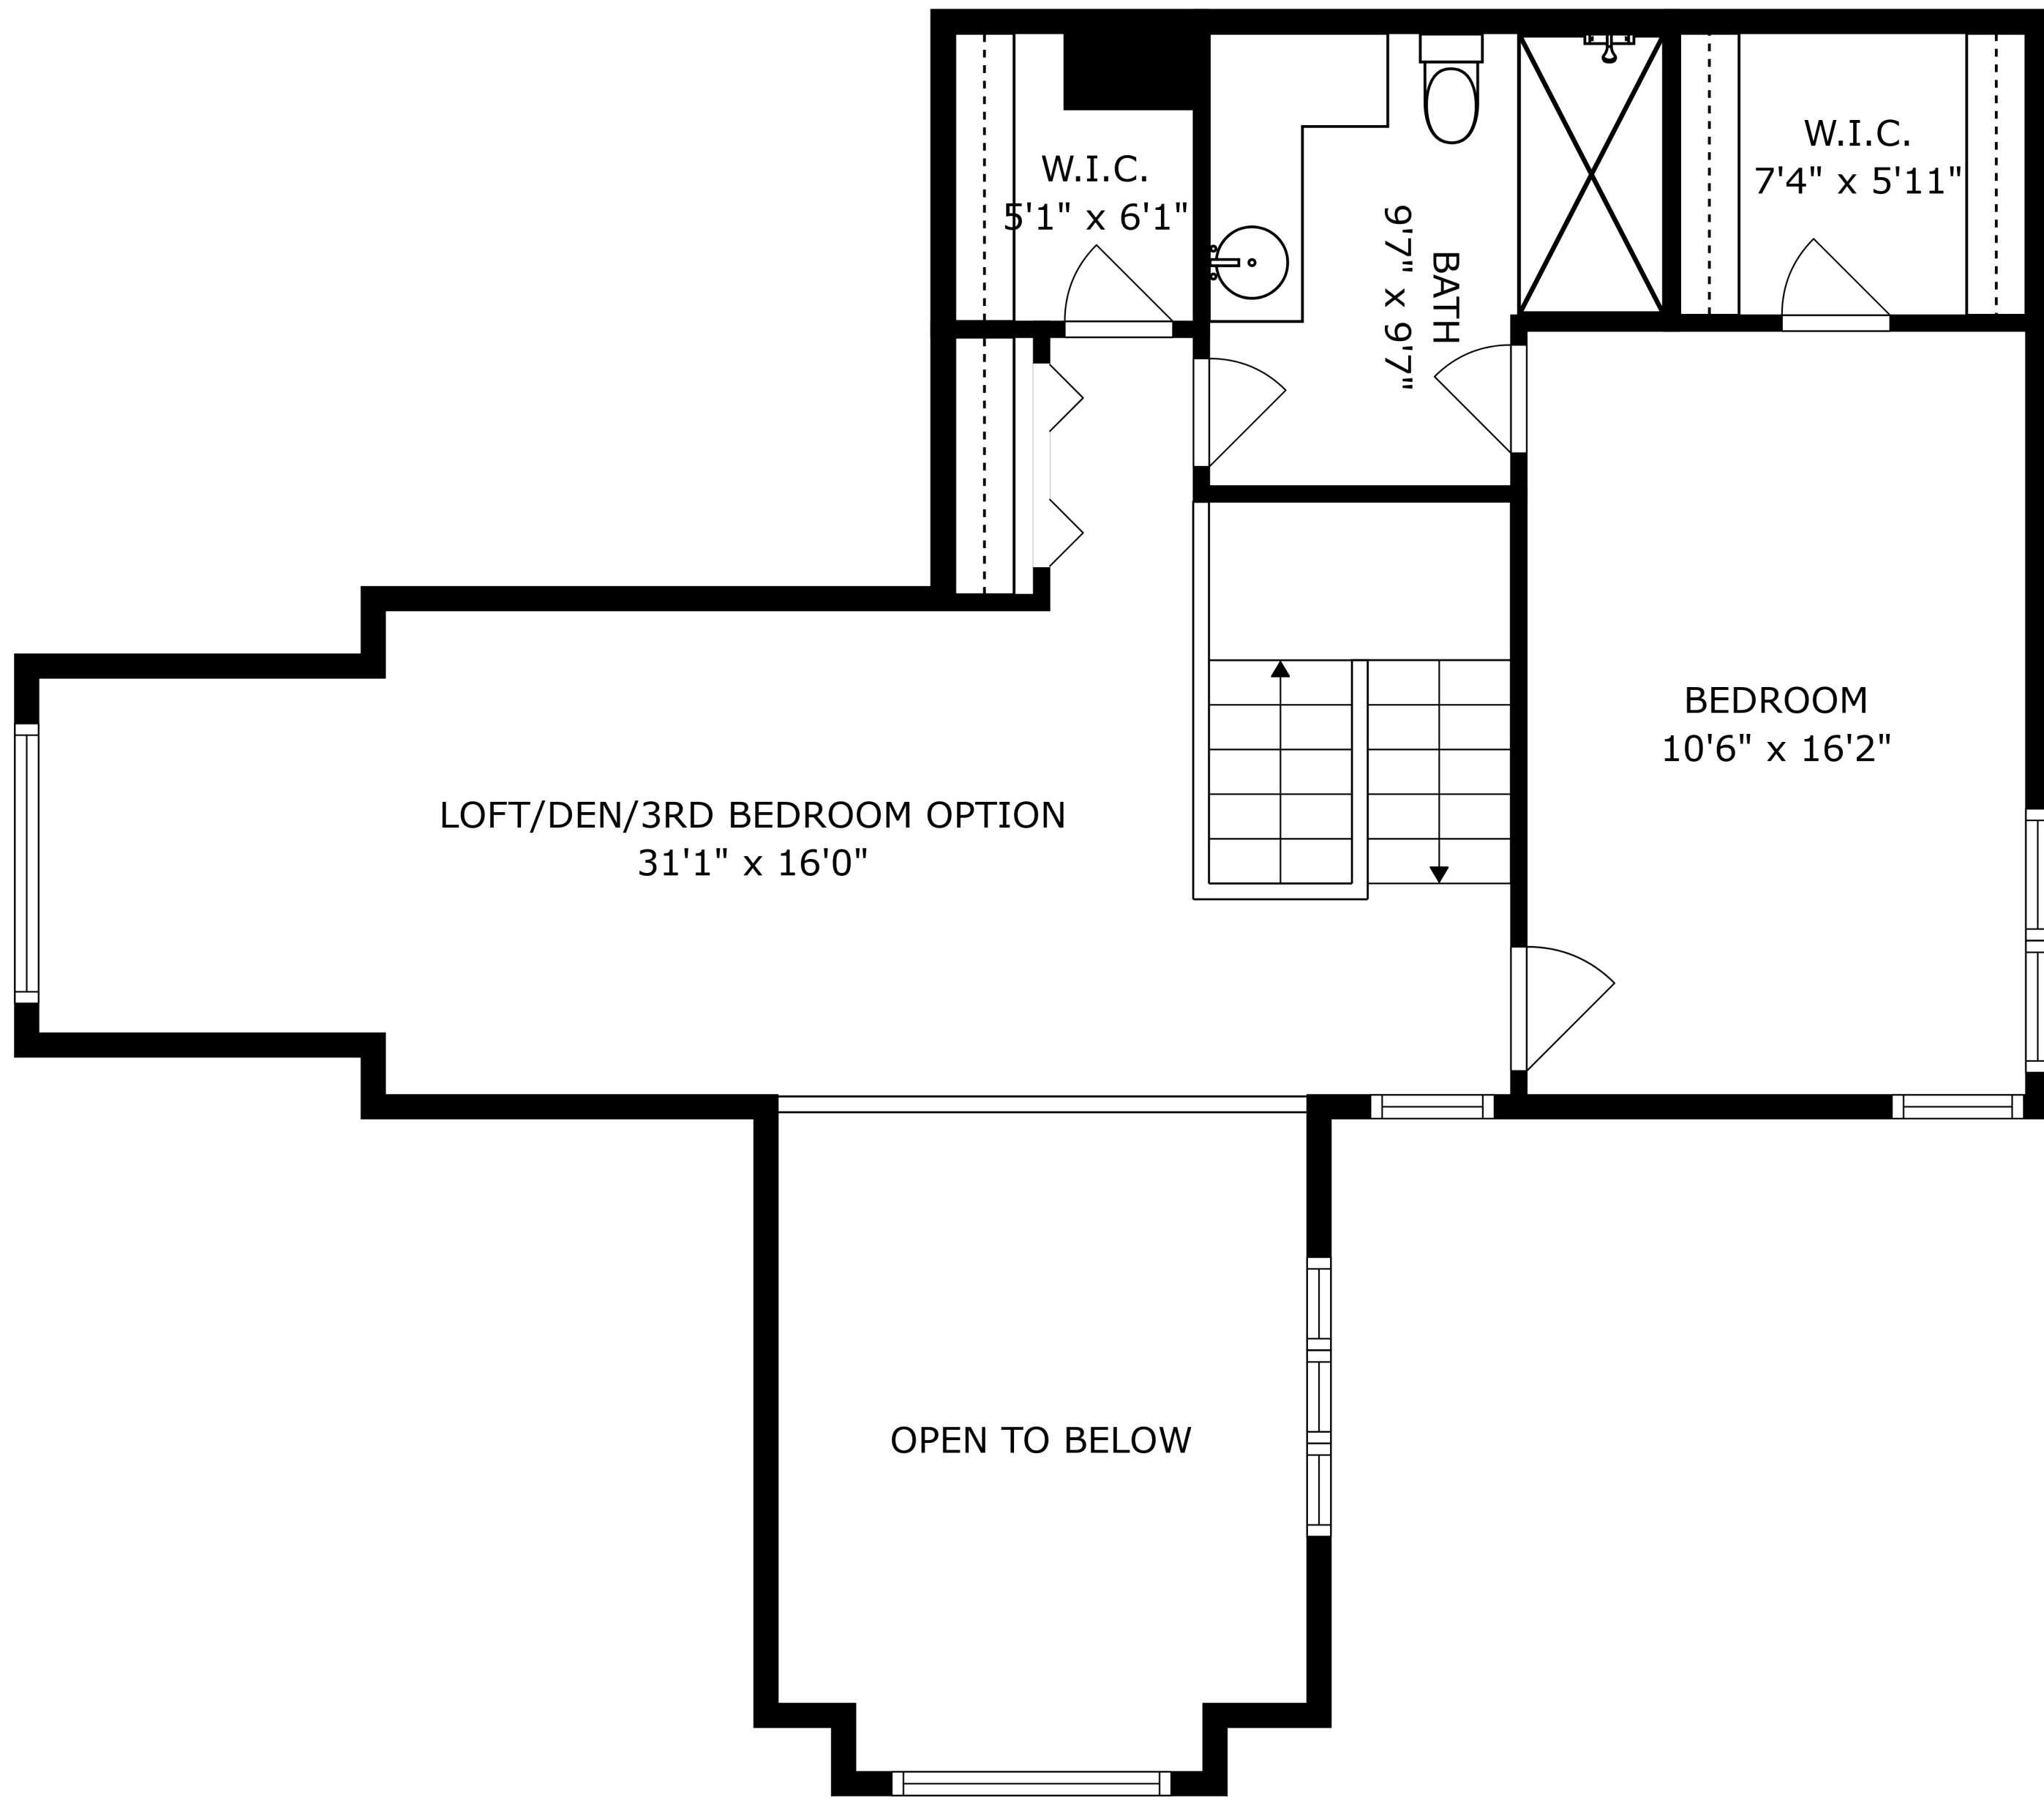 W.I.C.
5'1" x 6'1"
BATH
9'7" x 9'7"
W.I.C.
7'4" x 5'11"
BEDROOM
10'6" x 16'2"
LOFT/DEN/3RD BEDROOM OPTION
31'1" x 16'0"
OPEN TO BELOW